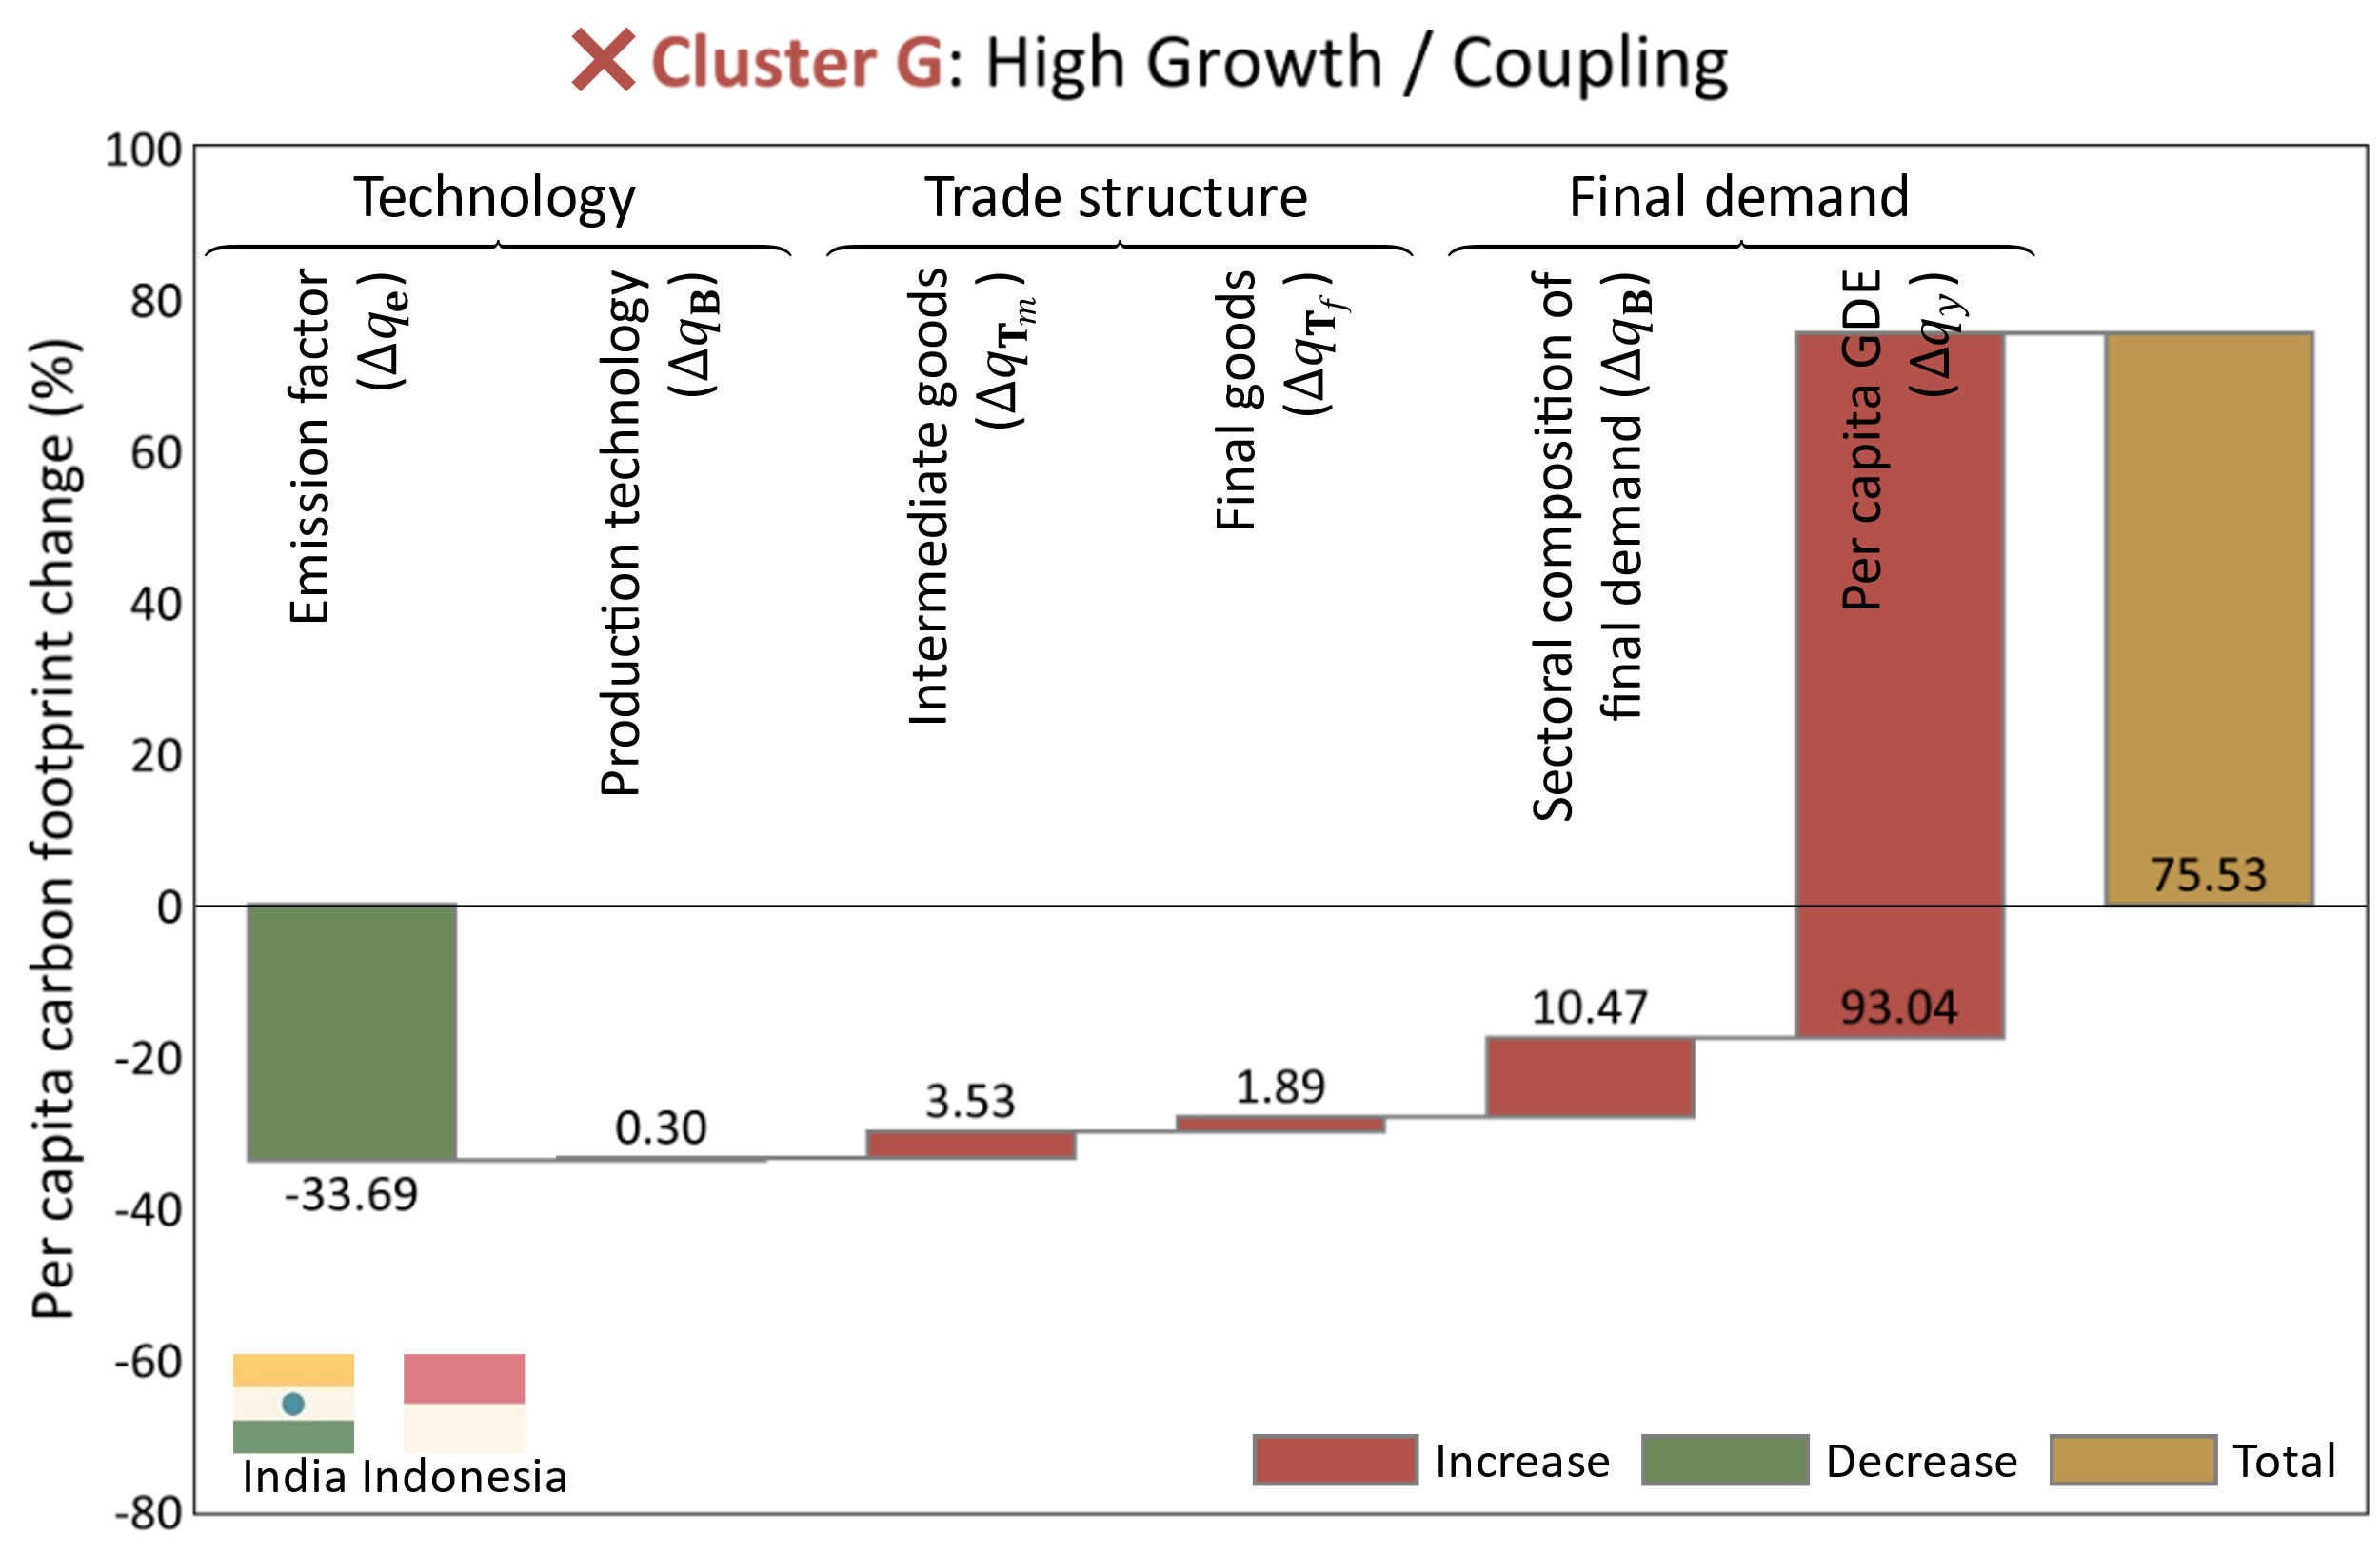 Cluster G: High Growth / Coupling
Per capita carbon footprint change (%)
100
80
60
40
20
0
-20
-40
-60
-80
Technology
Trade structure
Final demand
Emission factor
(Δqe)
Production technology
(ΔqB)
Intermediate goods
(ΔqTm)
Final goods
(ΔqTf)
Sectoral composition of
final demand (ΔqB)
Per capita GDE
(Δqy)
-33.69
0.30
3.53
1.89
10.47
93.04
75.53
India Indonesia
Increase Decrease Total